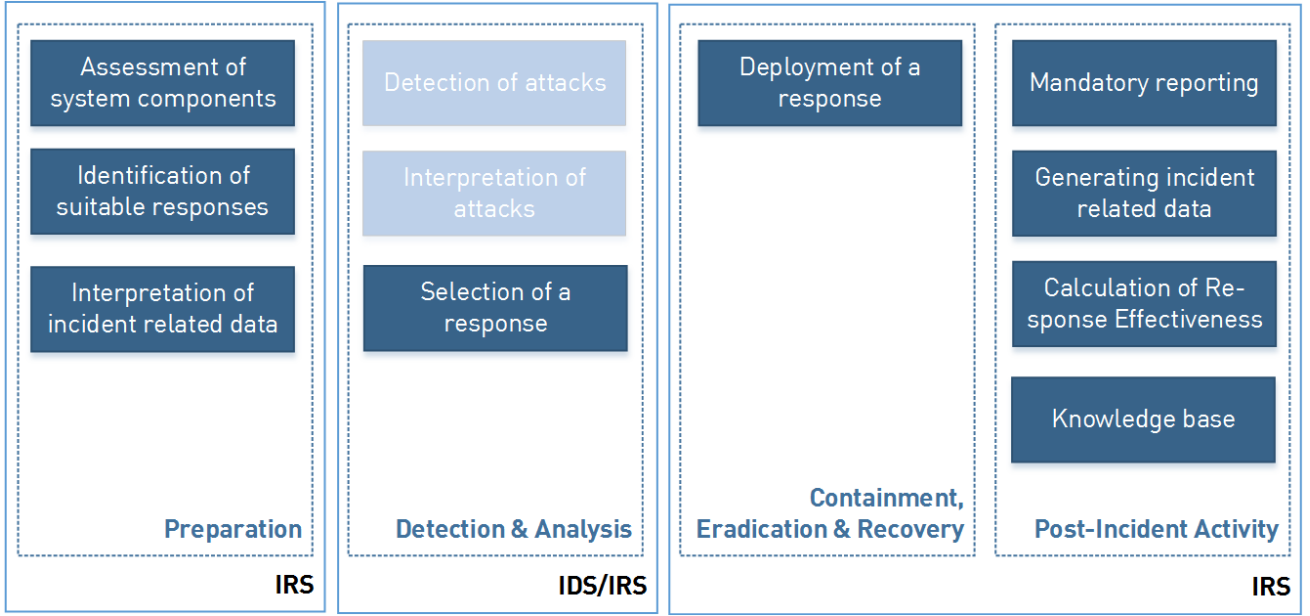 Assessment of
system components
Identification of
suitable responses
Interpretation of
incident related data
Preparation
IRS
Detection of attacks
Interpretation of
attacks
Selection of a
response
Detection & Analysis
IDS/IRS
Deployment of a
response
Containment,
Eradication & Recovery
Mandatory reporting
Generating incident
related data
Calculation of Re-
sponse Effectiveness
Knowledge base
Post-Incident Activity
IRS